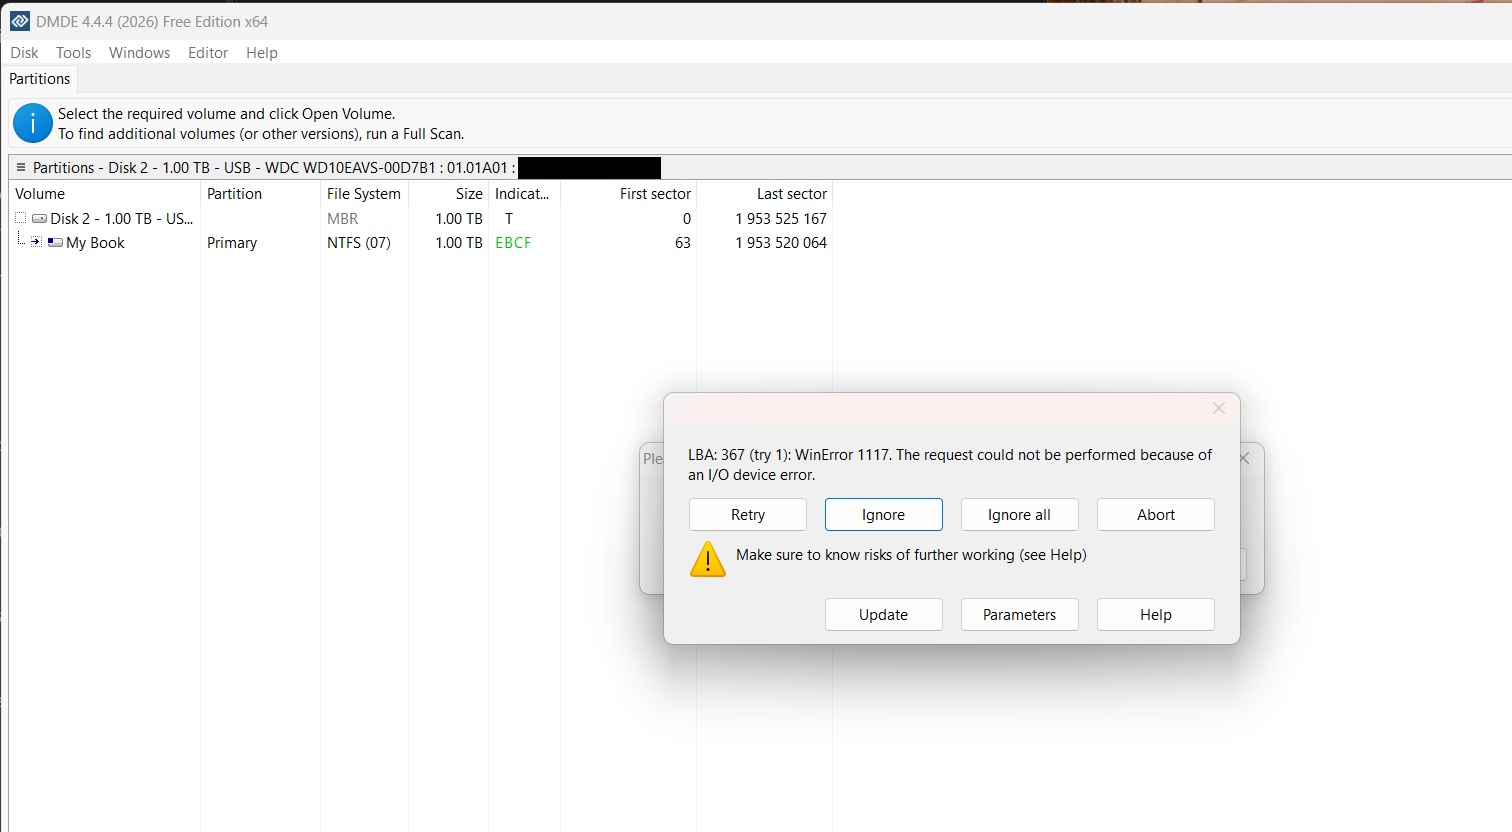 DMDE 4.4.4 (2026) Free Edition x64
Disk Tools Windows Editor Help
Partitions
Select the required volume and click Open Volume.
To find additional volumes (or other versions), run a Full Scan.
Partitions - Disk 2 - 1.00 TB - USB - WDC WD10EAVS-00D7B1 : 01.01A01 :
Volume Partition File System Size Indicat... First sector Last sector
Disk 2 - 1.00 TB - US... MBR 1.00 TB T 0 1 953 525 167
My Book Primary NTFS (07) 1.00 TB EBCF 63 1 953 520 064
Ple
LBA: 367 (try 1): WinError 1117. The request could not be performed because of
an I/O device error.
Retry Ignore Ignore all Abort
Make sure to know risks of further working (see Help)
Update Parameters Help